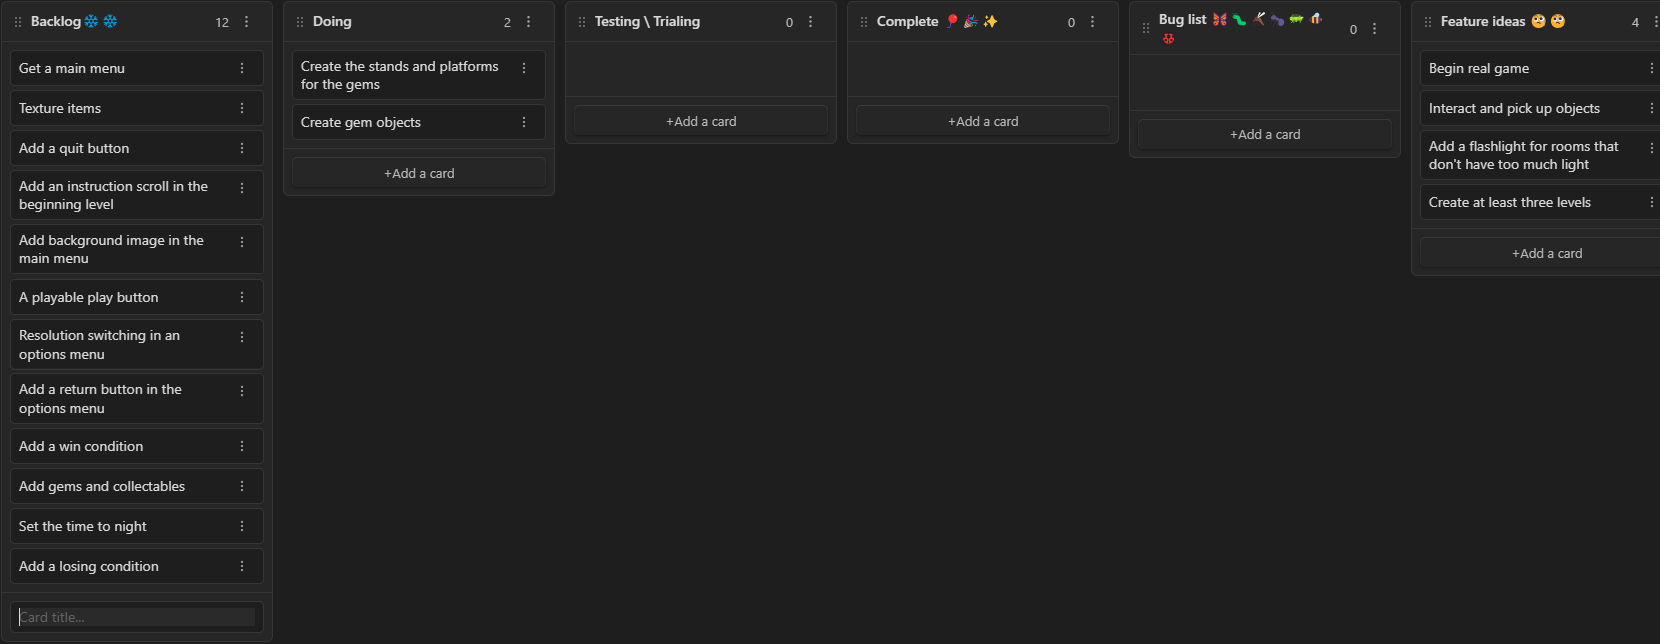 Backlog ❄️ ❄️ 12
Get a main menu
Texture items
Add a quit button
Add an instruction scroll in the
beginning level
Add background image in the
main menu
A playable play button
Resolution switching in an
options menu
Add a return button in the
options menu
Add a win condition
Add gems and collectables
Set the time to night
Add a losing condition
Card title...
Doing 2
Create the stands and platforms
for the gems
Create gem objects
+Add a card
Testing \ Trialing 0
+Add a card
Complete 🎈 🎉 ✨ 0
+Add a card
Bug list 0
+Add a card
Feature ideas 4
Begin real game
Interact and pick up objects
Add a flashlight for rooms that
don't have too much light
Create at least three levels
+Add a card